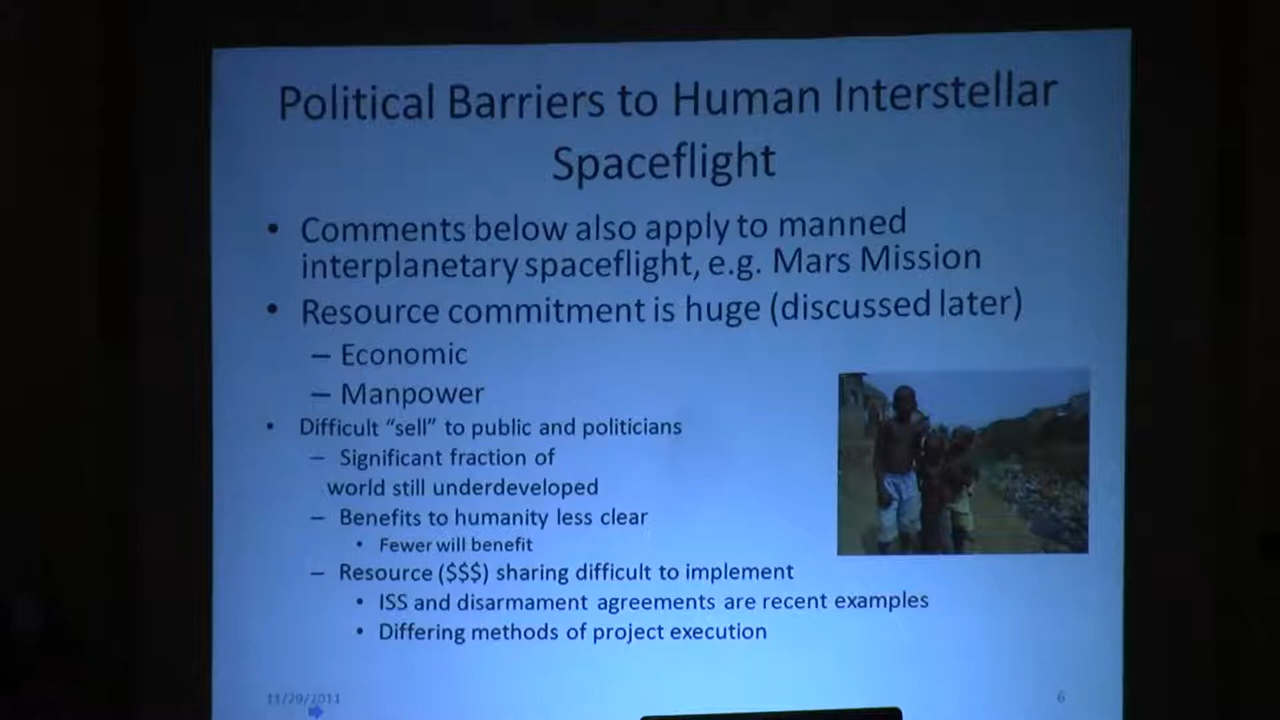 Political Barriers to Human Interstellar
Spaceflight
• Comments below also apply to manned
interplanetary spaceflight, e.g. Mars Mission
• Resource commitment is huge (discussed later)
– Economic
– Manpower
• Difficult “sell” to public and politicians
– Significant fraction of
world still underdeveloped
– Benefits to humanity less clear
• Fewer will benefit
– Resource ($$$) sharing difficult to implement
• ISS and disarmament agreements are recent examples
• Differing methods of project execution
11/29/2011
6